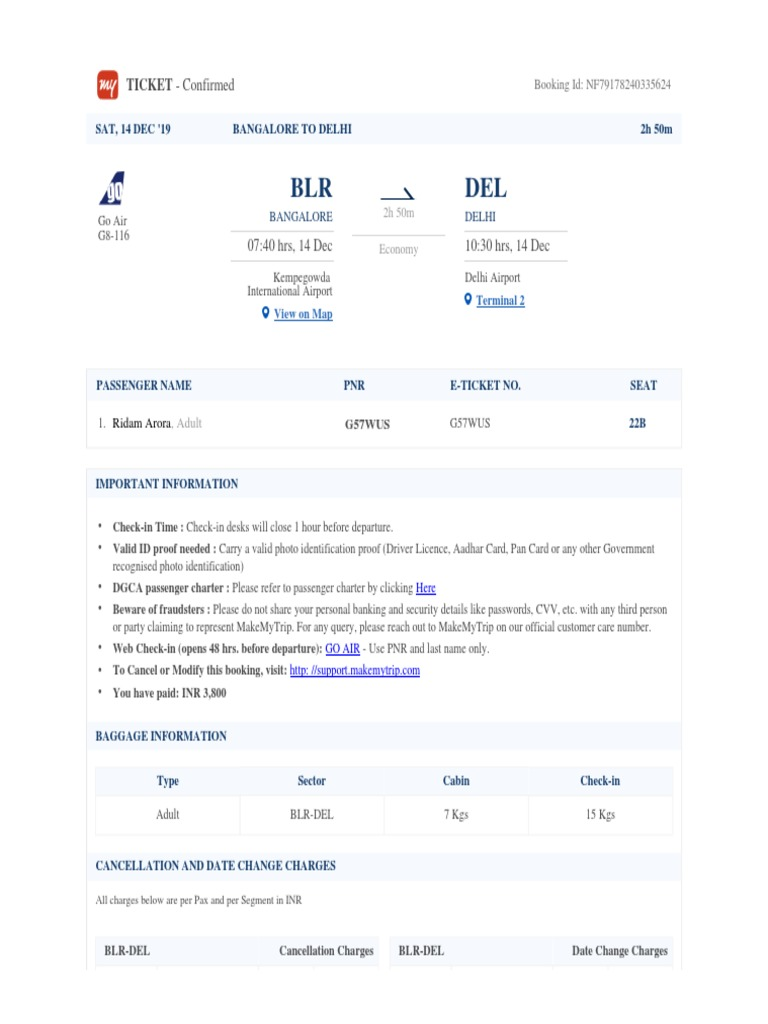 my TICKET - Confirmed Booking Id: NF79178240335624
SAT, 14 DEC '19 BANGALORE TO DELHI 2h 50m
go
Go Air
G8-116
BLR DEL
BANGALORE 2h 50m DELHI
07:40 hrs, 14 Dec Economy 10:30 hrs, 14 Dec
Kempegowda
International Airport
View on Map
Delhi Airport
Terminal 2
PASSENGER NAME PNR E-TICKET NO. SEAT
1. Ridam Arora, Adult G57WUS G57WUS 22B
IMPORTANT INFORMATION
• Check-in Time : Check-in desks will close 1 hour before departure.
• Valid ID proof needed : Carry a valid photo identification proof (Driver Licence, Aadhar Card, Pan Card or any other Government
recognised photo identification)
• DGCA passenger charter : Please refer to passenger charter by clicking Here
• Beware of fraudsters : Please do not share your personal banking and security details like passwords, CVV, etc. with any third person
or party claiming to represent MakeMyTrip. For any query, please reach out to MakeMyTrip on our official customer care number.
• Web Check-in (opens 48 hrs. before departure): GO AIR - Use PNR and last name only.
• To Cancel or Modify this booking, visit: http: //support.makemytrip.com
• You have paid: INR 3,800
BAGGAGE INFORMATION
Type Sector Cabin Check-in
Adult BLR-DEL 7 Kgs 15 Kgs
CANCELLATION AND DATE CHANGE CHARGES
All charges below are per Pax and per Segment in INR
BLR-DEL Cancellation Charges BLR-DEL Date Change Charges